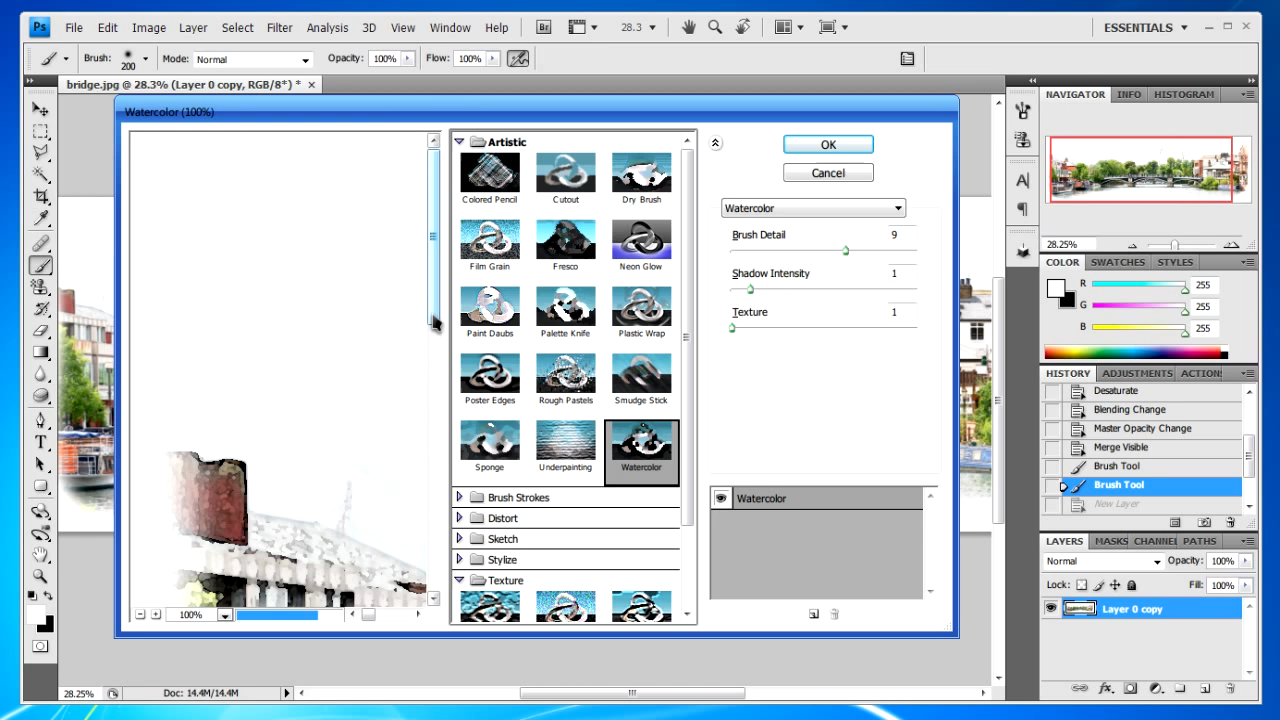 Ps File Edit Image Layer Select Filter Analysis 3D View Window Help Br 28.3 ESSENTIALS
Brush: 200 Mode: Normal Opacity: 100% Flow: 100%
bridge.jpg @ 28.3% (Layer 0 copy, RGB/8*) *
Watercolor (100%)
Artistic
Colored Pencil Cutout Dry Brush
Film Grain Fresco Neon Glow
Paint Daubs Palette Knife Plastic Wrap
Poster Edges Rough Pastels Smudge Stick
Sponge Underpainting Watercolor
Brush Strokes
Distort
Sketch
Stylize
Texture
100%
OK
Cancel
Watercolor
Brush Detail 9
Shadow Intensity 1
Texture 1
Watercolor
NAVIGATOR INFO HISTOGRAM
28.25%
COLOR SWATCHES STYLES
R 255
G 255
B 255
HISTORY ADJUSTMENTS ACTION
Desaturate
Blending Change
Master Opacity Change
Merge Visible
Brush Tool
Brush Tool
New Layer
LAYERS MASKS CHANNEL PATHS
Normal Opacity: 100%
Lock: Fill: 100%
Layer 0 copy
28.25% Doc: 14.4M/14.4M